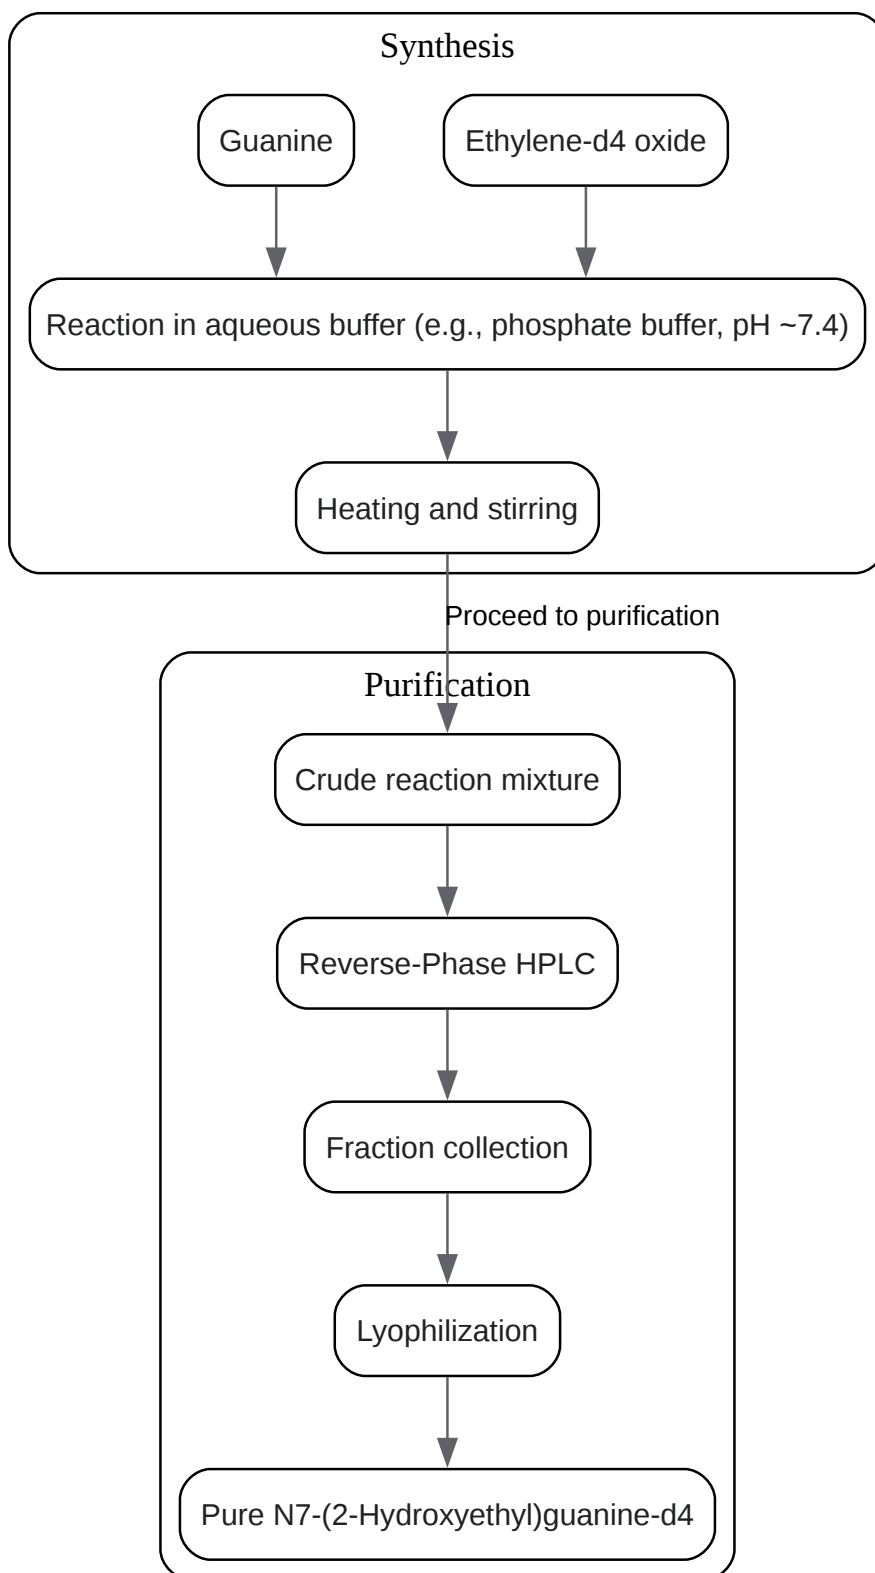 Synthesis
Guanine
Ethylene-d4 oxide
Reaction in aqueous buffer (e.g., phosphate buffer, pH ~7.4)
Heating and stirring
Proceed to purification
Purification
Crude reaction mixture
Reverse-Phase HPLC
Fraction collection
Lyophilization
Pure N7-(2-Hydroxyethyl)guanine-d4